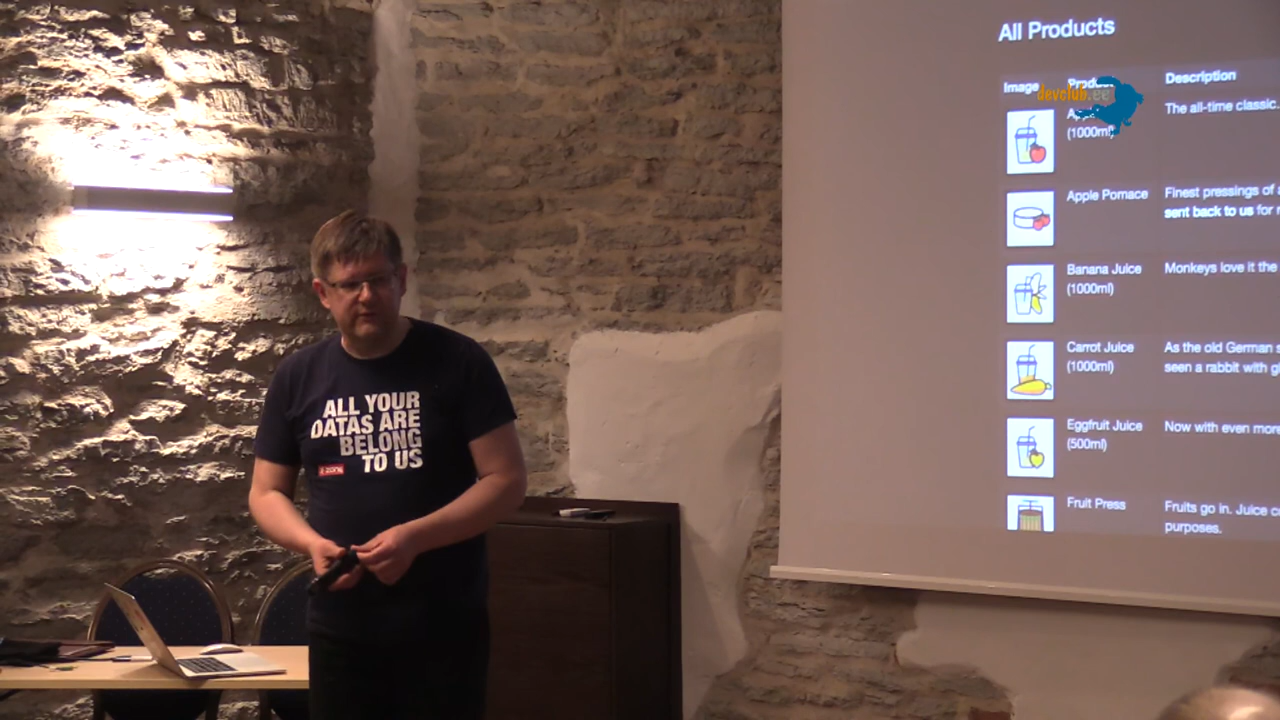 All Products
Image Product Description
devclub.ee
(1000ml)
The all-time classic.
Apple Pomace
Finest pressings of
sent back to us for
Banana Juice
(1000ml)
Monkeys love it the
Carrot Juice
(1000ml)
As the old German
seen a rabbit with
Eggfruit Juice
(500ml)
Now with even more
Fruit Press
Fruits go in. Juice
purposes.
ALL YOUR
DATAS ARE
BELONG
TO US
zone